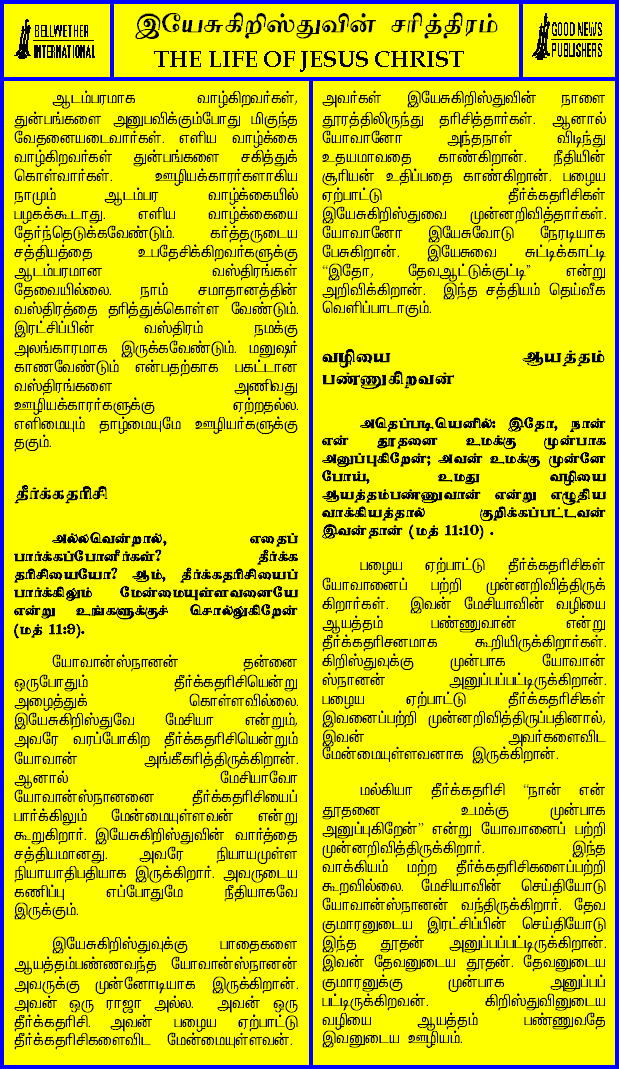 BELLWETHER
INTERNATIONAL
இயேசுகிறிஸ்துவின் சரித்திரம்
THE LIFE OF JESUS CHRIST
GOOD NEWS
PUBLISHERS
ஆடம்பரமாக வாழ்கிறவர்கள்,
துன்பங்களை அனுபவிக்கும்போது மிகுந்த
வேதனையடைவார்கள். எளிய வாழ்க்கை
வாழ்கிறவர்கள் துன்பங்களை சகித்துக்
கொள்வார்கள். ஊழியக்காரர்களாகிய
நாமும் ஆடம்பர வாழ்க்கையில்
பழகக்கூடாது. எளிய வாழ்க்கையை
தேர்ந்தெடுக்கவேண்டும். கர்த்தருடைய
சத்தியத்தை உபதேசிக்கிறவர்களுக்கு
ஆடம்பரமான வஸ்திரங்கள்
தேவையில்லை. நாம் சமாதானத்தின்
வஸ்திரத்தை தரித்துக்கொள்ள வேண்டும்.
இரட்சிப்பின் வஸ்திரம் நமக்கு
அலங்காரமாக இருக்கவேண்டும். மனுஷர்
காணவேண்டும் என்பதற்காக பகட்டான
வஸ்திரங்களை அணிவது
ஊழியக்காரர்களுக்கு ஏற்றதல்ல.
எளிமையும் தாழ்மையுமே ஊழியர்களுக்கு
தகும்.
தீர்க்கதரிசி
அல்லவென்றால், எதைப்
பார்க்கப்போனீர்கள்? தீர்க்க
தரிசியையோ? ஆம், தீர்க்கதரிசியைப்
பார்க்கிலும் மேன்மையுள்ளவனையே
என்று உங்களுக்குச் சொல்லுகிறேன்
(மத் 11:9).
யோவான்ஸ்நானன் தன்னை
ஒருபோதும் தீர்க்கதரிசியென்று
அழைத்துக் கொள்ளவில்லை.
இயேசுகிறிஸ்துவே மேசியா என்றும்,
அவரே வரப்போகிற தீர்க்கதரிசியென்றும்
யோவான் அங்கீகரித்திருக்கிறான்.
ஆனால் மேசியாவோ
யோவான்ஸ்நானனை தீர்க்கதரிசியைப்
பார்க்கிலும் மேன்மையுள்ளவன் என்று
கூறுகிறார். இயேசுகிறிஸ்துவின் வார்த்தை
சத்தியமானது. அவரே நியாயமுள்ள
நியாயாதிபதியாக இருக்கிறார். அவருடைய
கணிப்பு எப்போதுமே நீதியாகவே
இருக்கும்.
இயேசுகிறிஸ்துவுக்கு பாதைகளை
ஆயத்தம்பண்ணவந்த யோவான்ஸ்நானன்
அவருக்கு முன்னோடியாக இருக்கிறான்.
அவன் ஒரு ராஜா அல்ல. அவன் ஒரு
தீர்க்கதரிசி. அவன் பழைய ஏற்பாட்டு
தீர்க்கதரிசிகளைவிட மேன்மையுள்ளவன்.
அவர்கள் இயேசுகிறிஸ்துவின் நாளை
தூரத்திலிருந்து தரிசித்தார்கள். ஆனால்
யோவானோ அந்தநாள் விடிந்து
உதயமாவதை காண்கிறான். நீதியின்
சூரியன் உதிப்பதை காண்கிறான். பழைய
ஏற்பாட்டு தீர்க்கதரிசிகள்
இயேசுகிறிஸ்துவை முன்னறிவித்தார்கள்.
யோவானோ இயேசுவோடு நேரடியாக
பேசுகிறான். இயேசுவை சுட்டிக்காட்டி
“இதோ, தேவஆட்டுக்குட்டி” என்று
அறிவிக்கிறான். இந்த சத்தியம் தெய்வீக
வெளிப்பாடாகும்.
வழியை ஆயத்தம்
பண்ணுகிறவன்
அதெப்படியெனில்: இதோ, நான்
என் தூதனை உமக்கு முன்பாக
அனுப்புகிறேன்; அவன் உமக்கு முன்னே
போய், உமது வழியை
ஆயத்தம்பண்ணுவான் என்று எழுதிய
வாக்கியத்தால் குறிக்கப்பட்டவன்
இவன்தான் (மத் 11:10) .
பழைய ஏற்பாட்டு தீர்க்கதரிசிகள்
யோவானைப் பற்றி முன்னறிவித்திருக்
கிறார்கள். இவன் மேசியாவின் வழியை
ஆயத்தம் பண்ணுவான் என்று
தீர்க்கதரிசனமாக கூறியிருக்கிறார்கள்.
கிறிஸ்துவுக்கு முன்பாக யோவான்
ஸ்நானன் அனுப்பப்பட்டிருக்கிறான்.
பழைய ஏற்பாட்டு தீர்க்கதரிசிகள்
இவனைப்பற்றி முன்னறிவித்திருப்பதினால்,
இவன் அவர்களைவிட
மேன்மையுள்ளவனாக இருக்கிறான்.
மல்கியா தீர்க்கதரிசி “நான் என்
தூதனை உமக்கு முன்பாக
அனுப்புகிறேன்” என்று யோவானைப் பற்றி
முன்னறிவித்திருக்கிறார். இந்த
வாக்கியம் மற்ற தீர்க்கதரிசிகளைப்பற்றி
கூறவில்லை. மேசியாவின் செய்தியோடு
யோவான்ஸ்நானன் வந்திருக்கிறார். தேவ
குமாரனுடைய இரட்சிப்பின் செய்தியோடு
இந்த தூதன் அனுப்பப்பட்டிருக்கிறான்.
இவன் தேவனுடைய தூதன். தேவனுடைய
குமாரனுக்கு முன்பாக அனுப்பப்
பட்டிருக்கிறவன். கிறிஸ்துவினுடைய
வழியை ஆயத்தம் பண்ணுவதே
இவனுடைய ஊழியம்.